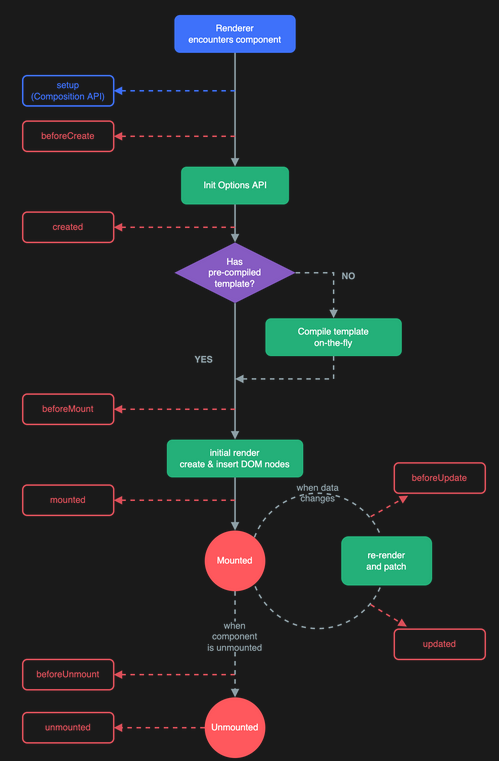 Renderer
encounters component
setup
(Composition API)
beforeCreate
Init Options API
created
Has
pre-compiled
template?
NO
Compile template
on-the-fly
YES
beforeMount
initial render
create & insert DOM nodes
mounted
when data
changes
beforeUpdate
Mounted
re-render
and patch
when
component
is unmounted
updated
beforeUnmount
unmounted
Unmounted